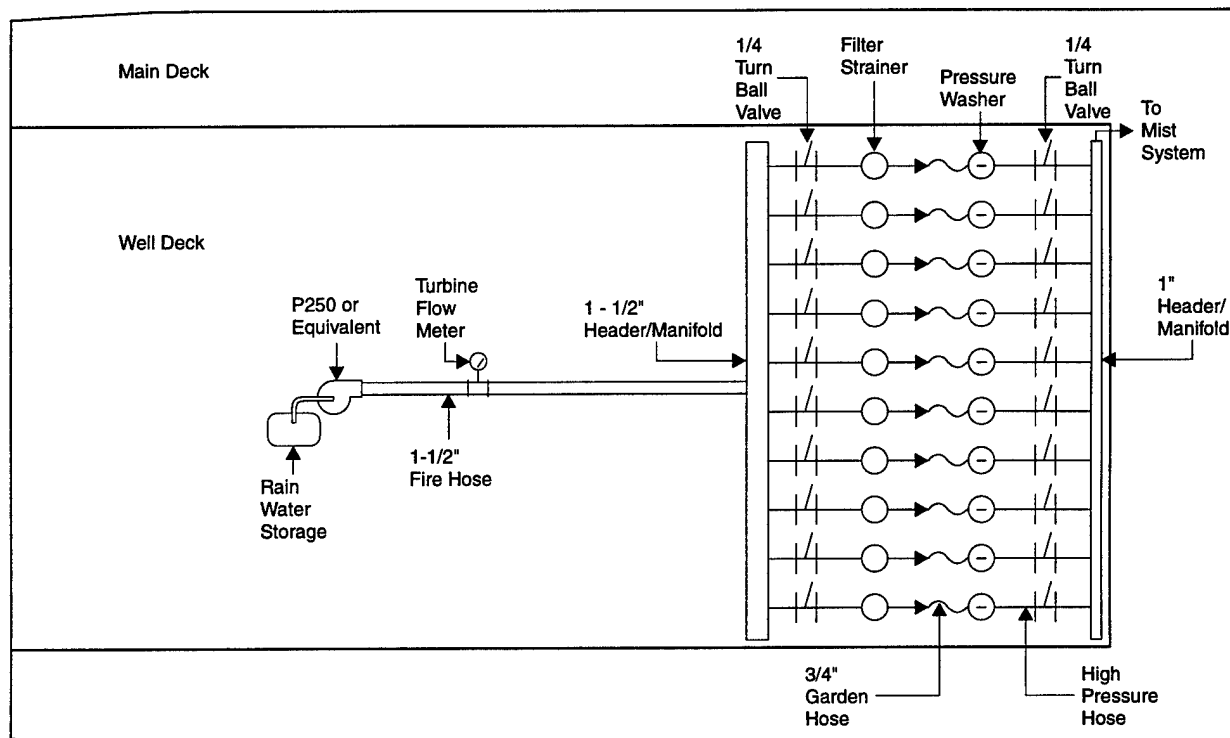 Main Deck
1/4
Turn
Ball
Valve
Filter
Strainer
Pressure
Washer
1/4
Turn
Ball
Valve
To
Mist
System
Well Deck
P250 or
Equivalent
Turbine
Flow
Meter
1 - 1/2"
Header/Manifold
1"
Header/
Manifold
1-1/2"
Fire Hose
Rain
Water
Storage
3/4"
Garden
Hose
High
Pressure
Hose